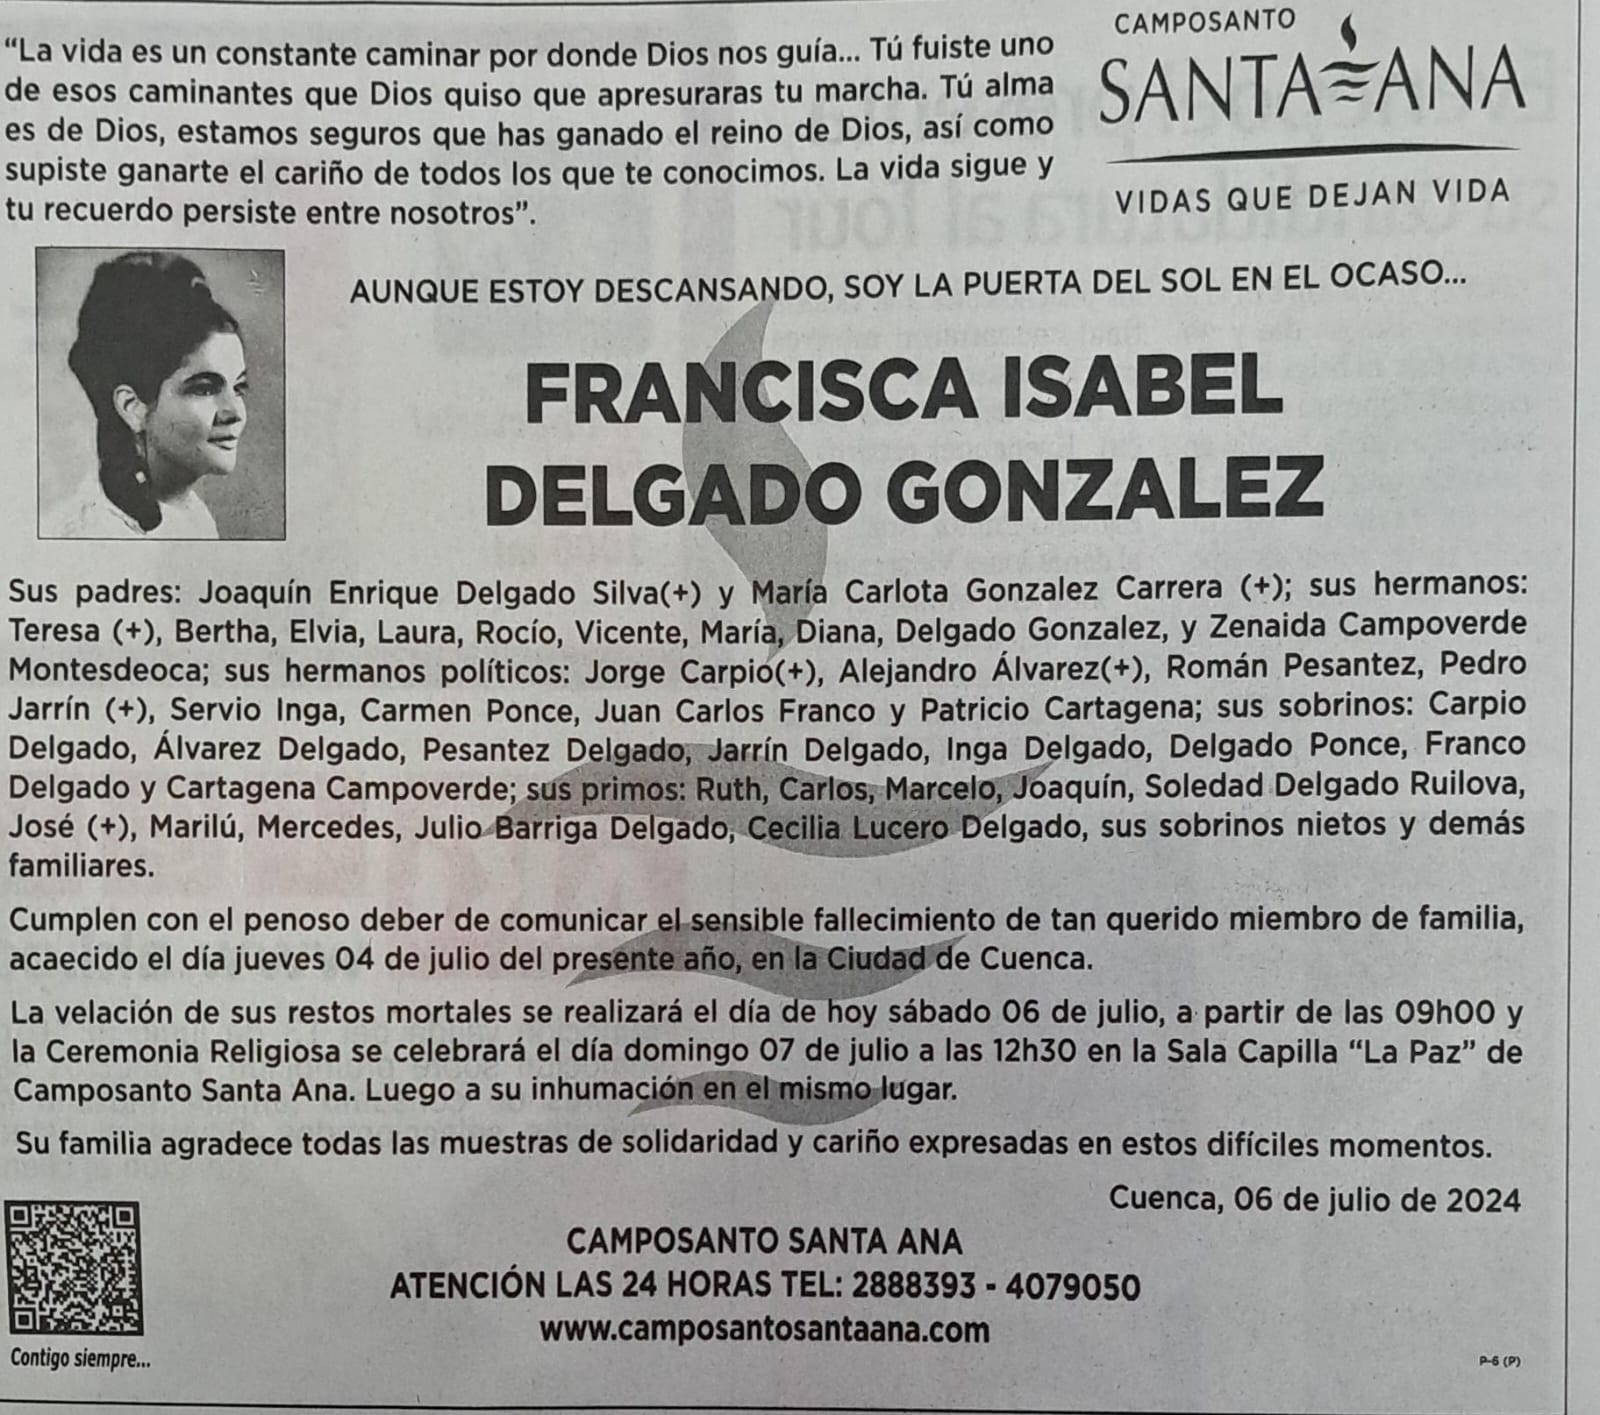 “La vida es un constante caminar por donde Dios nos guía... Tú fuiste uno
de esos caminantes que Dios quiso que apresuraras tu marcha. Tú alma
es de Dios, estamos seguros que has ganado el reino de Dios, así como
supiste ganarte el cariño de todos los que te conocimos. La vida sigue y
tu recuerdo persiste entre nosotros”.
CAMPOSANTO
SANTA ANA
VIDAS QUE DEJAN VIDA
AUNQUE ESTOY DESCANSANDO, SOY LA PUERTA DEL SOL EN EL OCASO...
FRANCISCA ISABEL
DELGADO GONZALEZ
Sus padres: Joaquín Enrique Delgado Silva(+) y María Carlota Gonzalez Carrera (+); sus hermanos:
Teresa (+), Bertha, Elvia, Laura, Rocío, Vicente, María, Diana, Delgado Gonzalez, y Zenaida Campoverde
Montesdeoca; sus hermanos políticos: Jorge Carpio(+), Alejandro Álvarez(+), Román Pesantez, Pedro
Jarrín (+), Servio Inga, Carmen Ponce, Juan Carlos Franco y Patricio Cartagena; sus sobrinos: Carpio
Delgado, Álvarez Delgado, Pesantez Delgado, Jarrín Delgado, Inga Delgado, Delgado Ponce, Franco
Delgado y Cartagena Campoverde; sus primos: Ruth, Carlos, Marcelo, Joaquín, Soledad Delgado Ruilova,
José (+), Marilú, Mercedes, Julio Barriga Delgado, Cecilia Lucero Delgado, sus sobrinos nietos y demás
familiares.
Cumplen con el penoso deber de comunicar el sensible fallecimiento de tan querido miembro de familia,
acaecido el día jueves 04 de julio del presente año, en la Ciudad de Cuenca.
La velación de sus restos mortales se realizará el día de hoy sábado 06 de julio, a partir de las 09h00 y
la Ceremonia Religiosa se celebrará el día domingo 07 de julio a las 12h30 en la Sala Capilla “La Paz” de
Camposanto Santa Ana. Luego a su inhumación en el mismo lugar.
Su familia agradece todas las muestras de solidaridad y cariño expresadas en estos difíciles momentos.
Cuenca, 06 de julio de 2024
CAMPOSANTO SANTA ANA
ATENCIÓN LAS 24 HORAS TEL: 2888393 - 4079050
www.camposantosantaana.com
Contigo siempre...
P-6 (P)